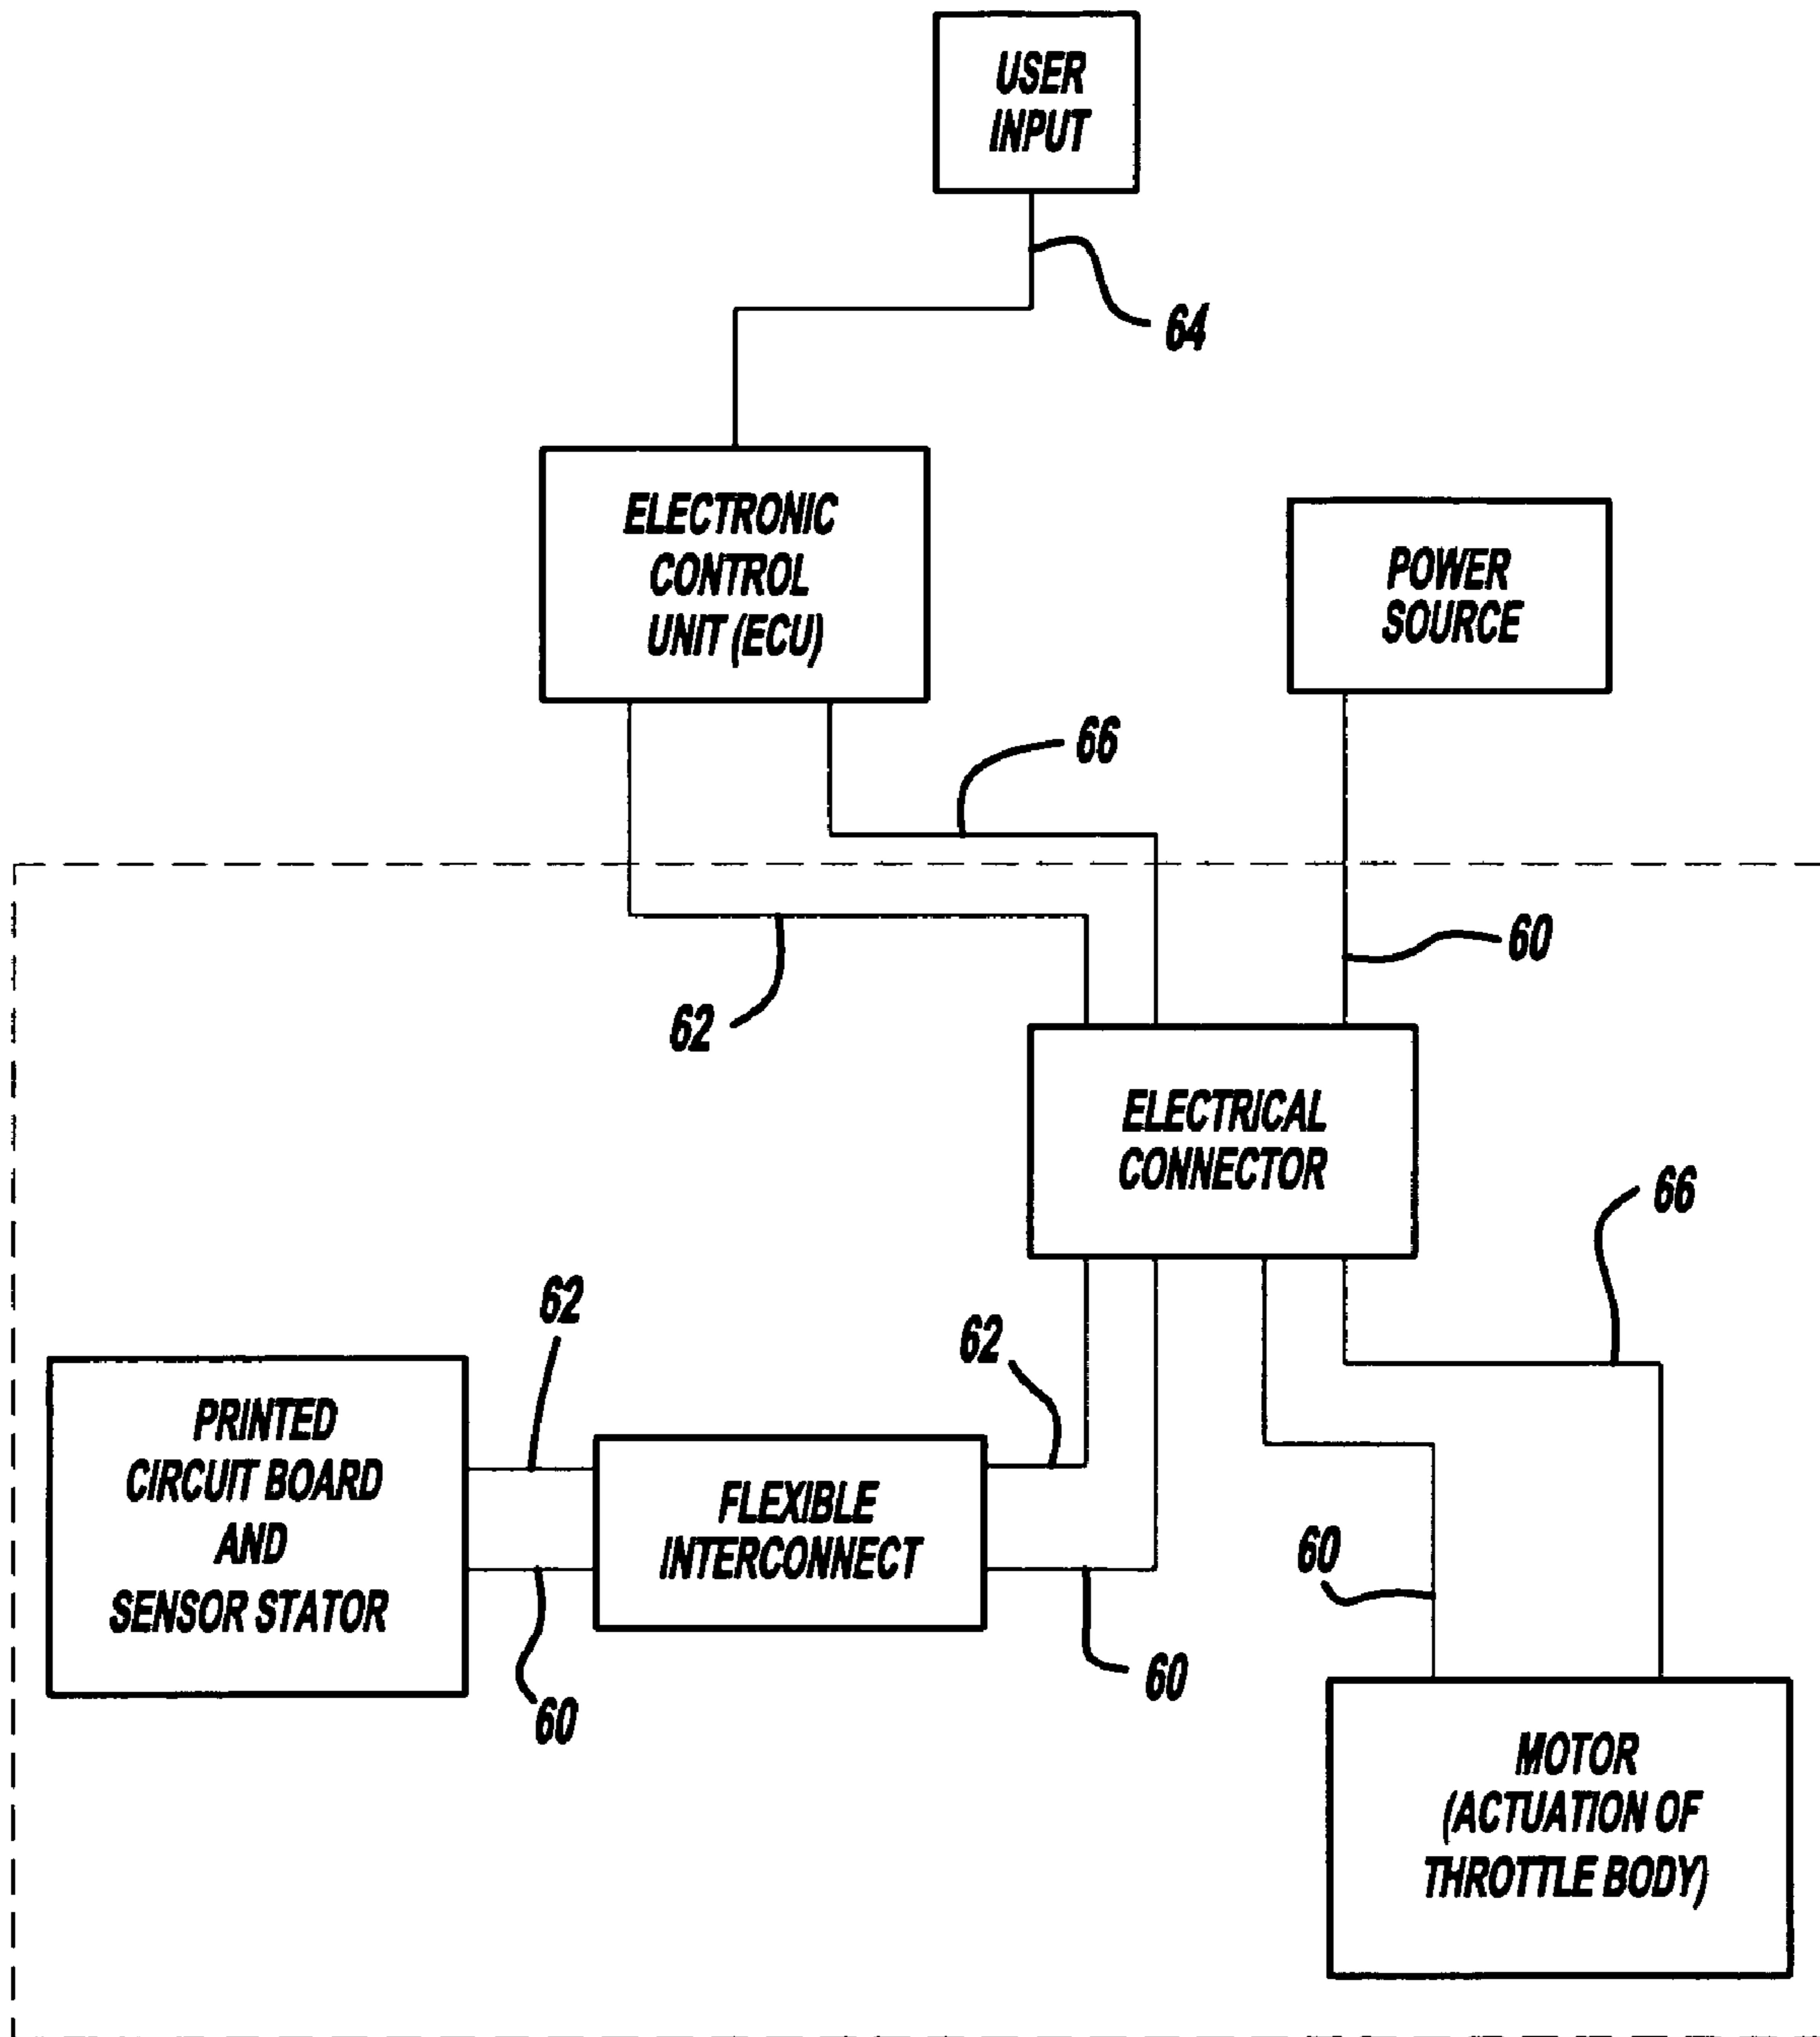 USER
INPUT
64
ELECTRONIC
CONTROL
UNIT (ECU)
POWER
SOURCE
66
60
62
ELECTRICAL
CONNECTOR
66
62
62
PRINTED
CIRCUIT BOARD
AND
SENSOR STATOR
FLEXIBLE
INTERCONNECT
60
60
60
MOTOR
(ACTUATION OF
THROTTLE BODY)